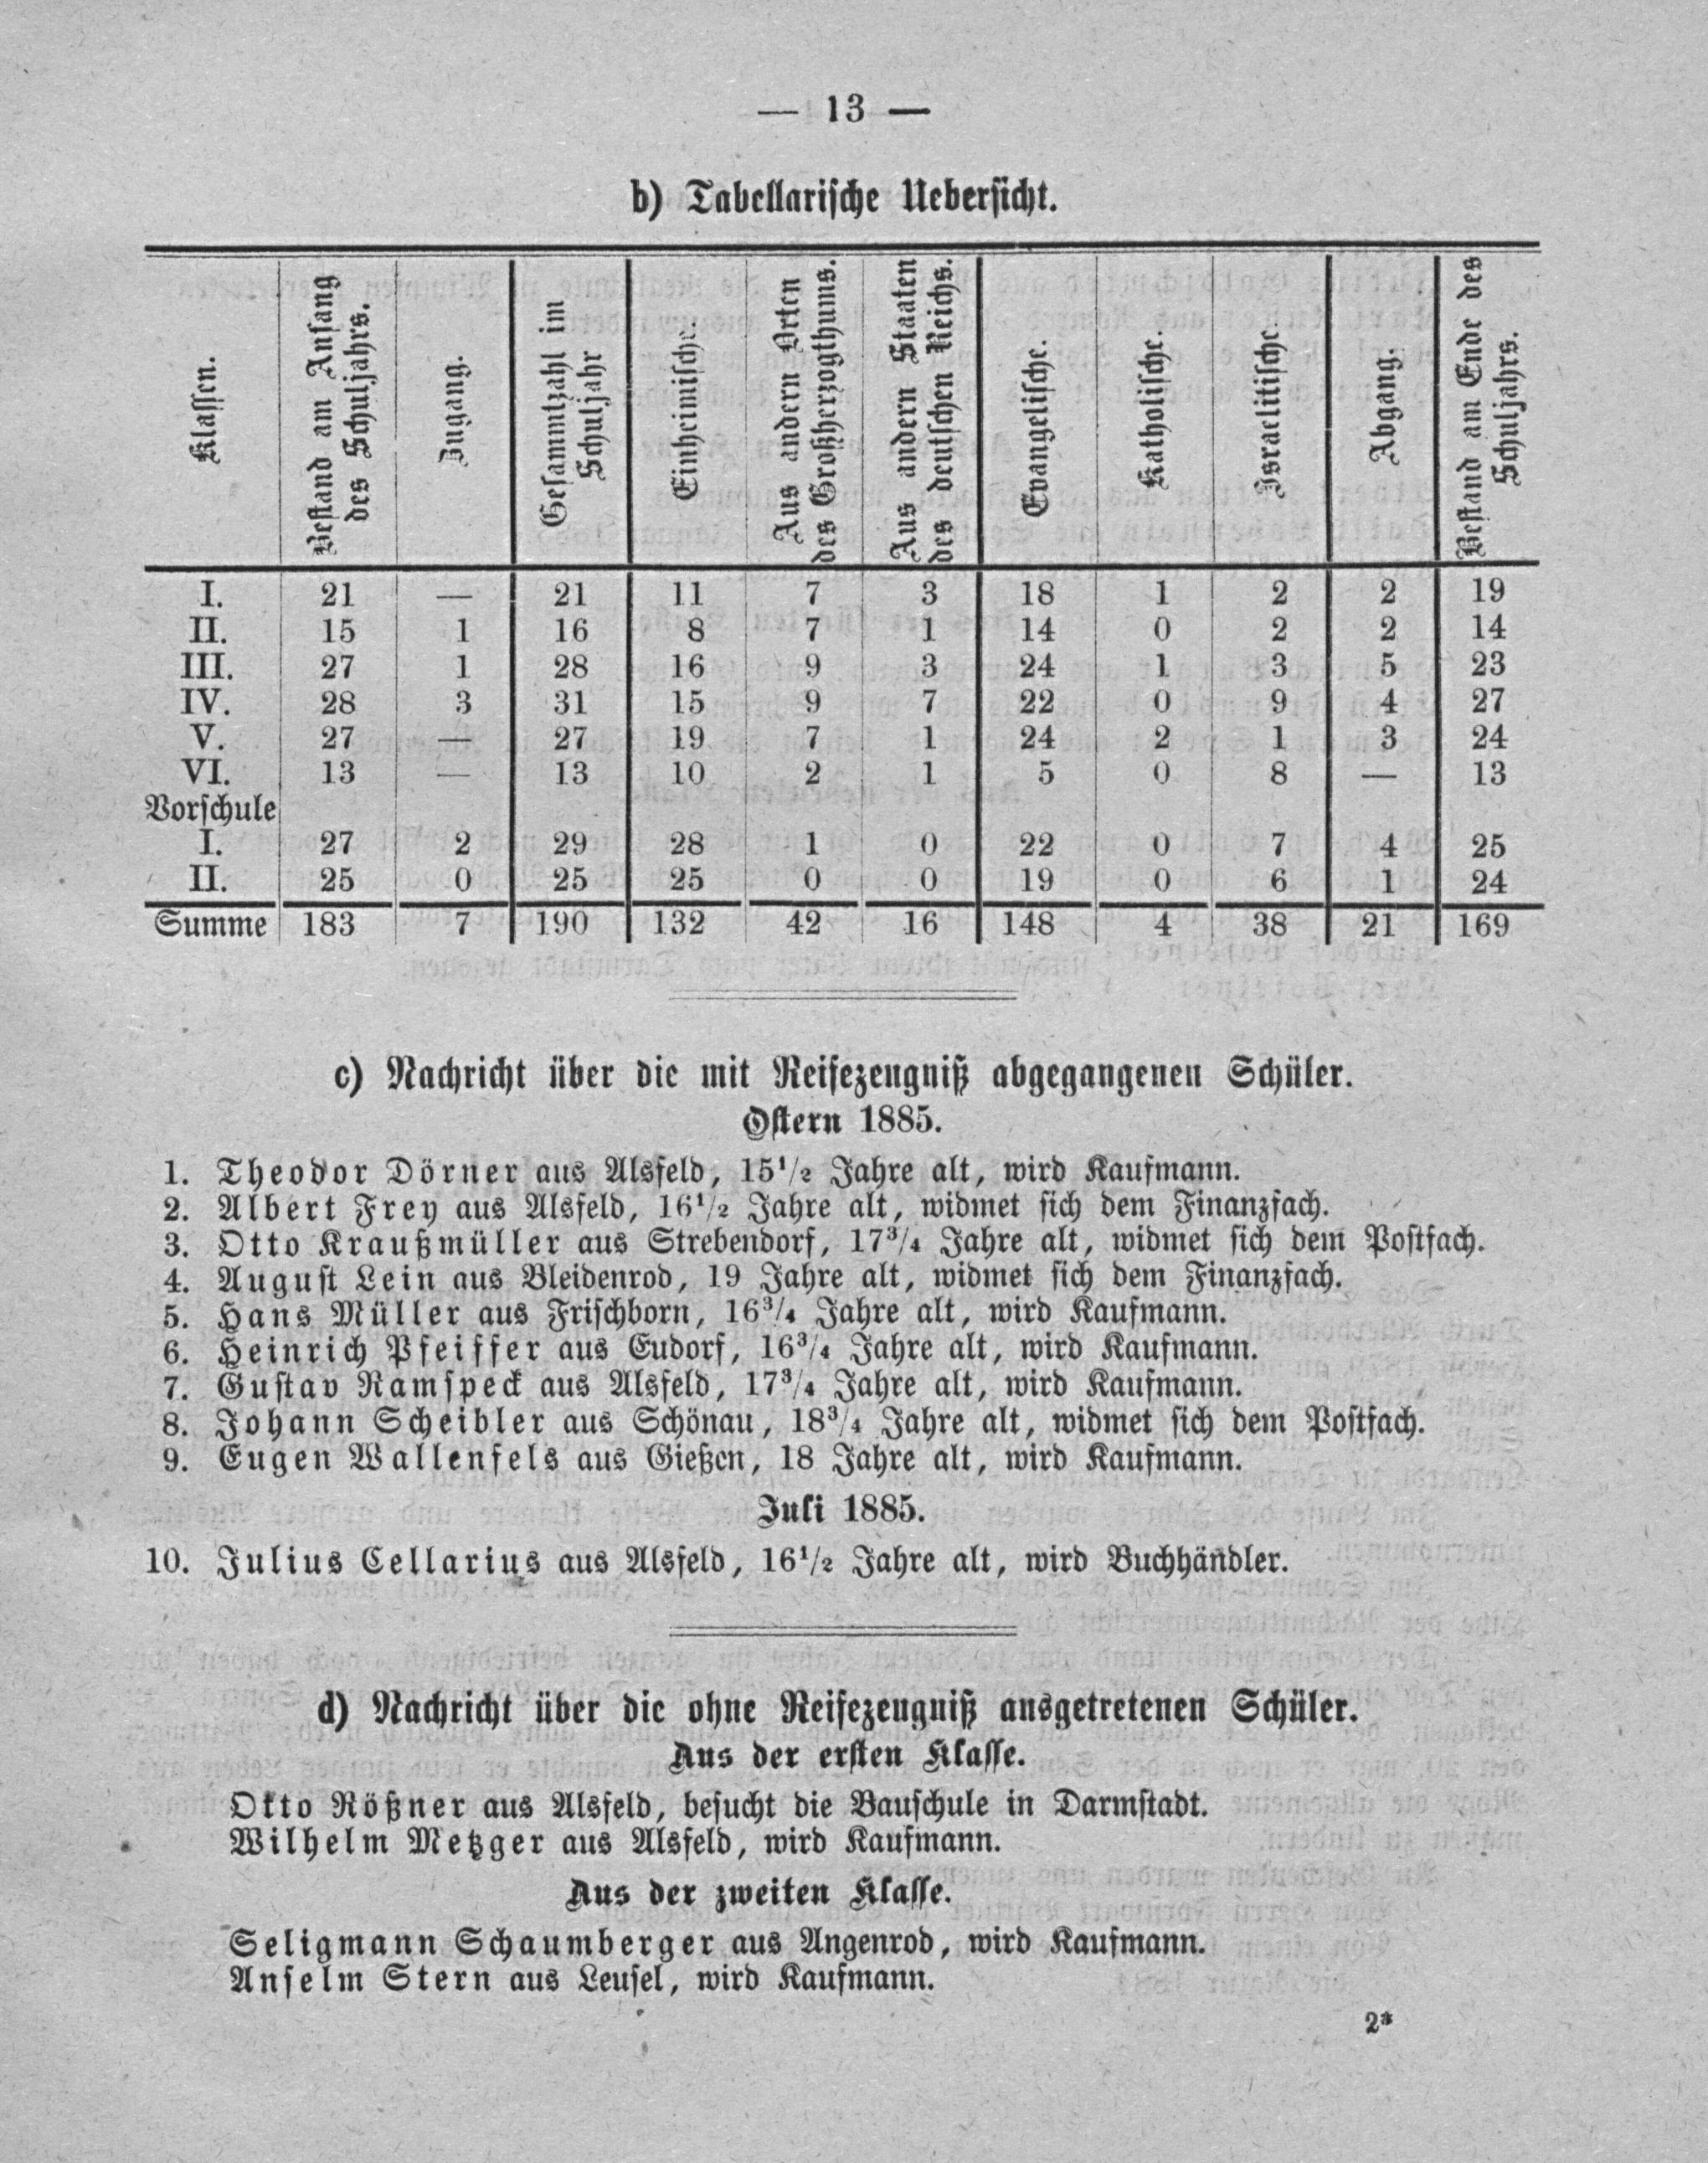 — 13 —
b) Tabellarische Uebersicht.
Klassen. | Bestand am Anfang des Schuljahrs. | Zugang. | Gesammtzahl im Schuljahr | Einheimische. | Aus andern Orten des Großherzogthums. | Aus andern Staaten des deutschen Reichs. | Evangelische. | Katholische. | Israelitische | Abgang. | Bestand am Ende des Schuljahrs.
I. 21 — 21 11 7 3 18 1 2 2 19
II. 15 1 16 8 7 1 14 0 2 2 14
III. 27 1 28 16 9 3 24 1 3 5 23
IV. 28 3 31 15 9 7 22 0 9 4 27
V. 27 — 27 19 7 1 24 2 1 3 24
VI. 13 — 13 10 2 1 5 0 8 — 13
Vorschule
I. 27 2 29 28 1 0 22 0 7 4 25
II. 25 0 25 25 0 0 19 0 6 1 24
Summe 183 7 190 132 42 16 148 4 38 21 169
c) Nachricht über die mit Reifezeugniß abgegangenen Schüler.
Ostern 1885.
1. Theodor Dörner aus Alsfeld, 15¹/₂ Jahre alt, wird Kaufmann.
2. Albert Frey aus Alsfeld, 16¹/₂ Jahre alt, widmet sich dem Finanzfach.
3. Otto Kraußmüller aus Strebendorf, 17³/₄ Jahre alt, widmet sich dem Postfach.
4. August Lein aus Bleidenrod, 19 Jahre alt, widmet sich dem Finanzfach.
5. Hans Müller aus Frischborn, 16³/₄ Jahre alt, wird Kaufmann.
6. Heinrich Pfeiffer aus Eudorf, 16³/₄ Jahre alt, wird Kaufmann.
7. Gustav Ramspeck aus Alsfeld, 17³/₄ Jahre alt, wird Kaufmann.
8. Johann Scheibler aus Schönau, 18³/₄ Jahre alt, widmet sich dem Postfach.
9. Eugen Wallenfels aus Gießen, 18 Jahre alt, wird Kaufmann.
Juli 1885.
10. Julius Cellarius aus Alsfeld, 16¹/₂ Jahre alt, wird Buchhändler.
d) Nachricht über die ohne Reifezeugniß ausgetretenen Schüler.
Aus der ersten Klasse.
Otto Rößner aus Alsfeld, besucht die Bauschule in Darmstadt.
Wilhelm Metzger aus Alsfeld, wird Kaufmann.
Aus der zweiten Klasse.
Seligmann Schaumberger aus Angenrod, wird Kaufmann.
Anselm Stern aus Leusel, wird Kaufmann.
2*